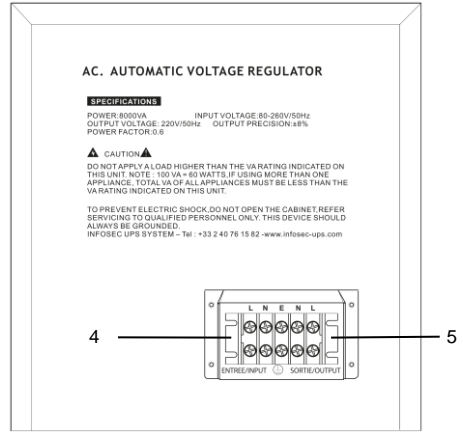 AC. AUTOMATIC VOLTAGE REGULATOR
SPECIFICATIONS
POWER:8000VA INPUT VOLTAGE:80-260V/50Hz
OUTPUT VOLTAGE: 220V/50Hz OUTPUT PRECISION:±8%
POWER FACTOR:0.6
CAUTION
DO NOT APPLY A LOAD HIGHER THAN THE VA RATING INDICATED ON
THIS UNIT. NOTE : 100 VA = 60 WATTS,IF USING MORE THAN ONE
APPLIANCE, TOTAL VA OF ALL APPLIANCES MUST BE LESS THAN THE
VA RATING INDICATED ON THIS UNIT.
TO PREVENT ELECTRIC SHOCK,DO NOT OPEN THE CABINET,REFER
SERVICING TO QUALIFIED PERSONNEL ONLY. THIS DEVICE SHOULD
ALWAYS BE GROUNDED.
INFOSEC UPS SYSTEM – Tel : +33 2 40 76 15 82 -www.infosec-ups.com
L N E N L
4
5
ENTREE/INPUT SORTIE/OUTPUT